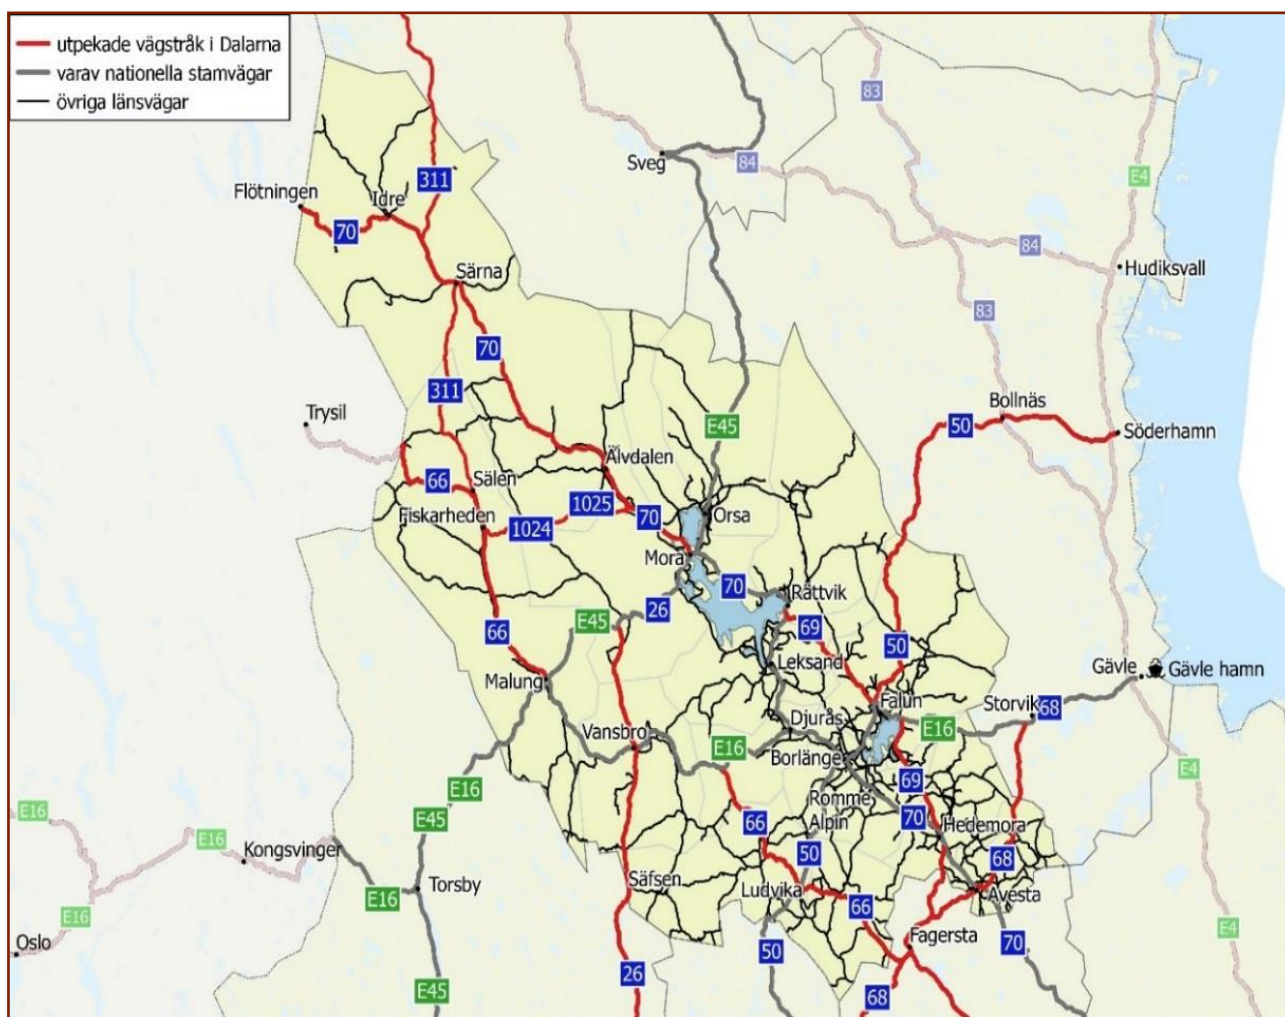 utpekade vägstråk i Dalarna
varav nationella stamvägar
övriga länsvägar
83
Sveg
84
E4
311
Flötningen
Idre
70
84
Hudiksvall
Särna
83
70
311
Trysil
Bollnäs
50
Söderhamn
E45
Älvdalen
66
Sälen
Fiskarheden
1024
1025
70
Orsa
Mora
70
Rättvik
26
E45
69
66
50
Leksand
Malung
Gävle
Gävle hamn
Falun
Storvik
68
Djurås
Vansbro
E16
E16
Borlänge
E16
69
E4
Romme
Alpin
E16
E45
66
70
Hedemora
E16
Kongsvinger
50
68
E16
Torsby
Säfsen
Ludvika
Avesta
66
E16
Fagersta
E4
Oslo
50
70
26
E45
68